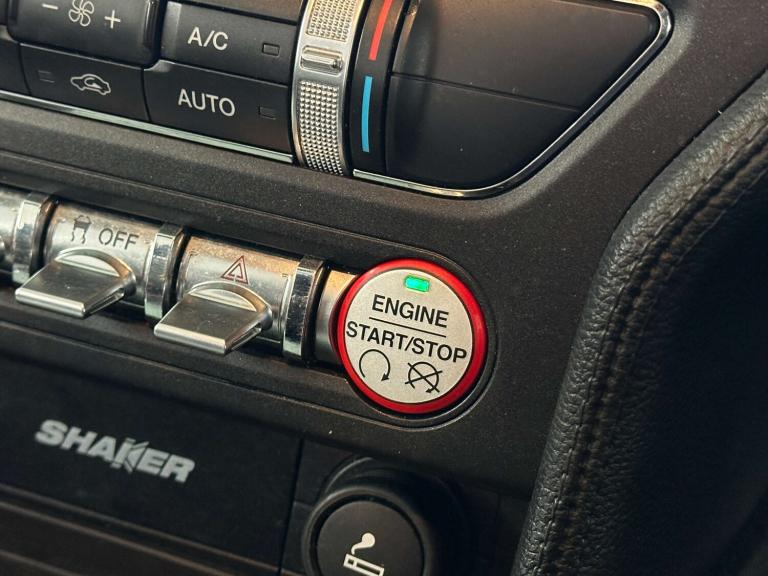 - +
A/C
AUTO
OFF
ENGINE
START/STOP
SHAKER